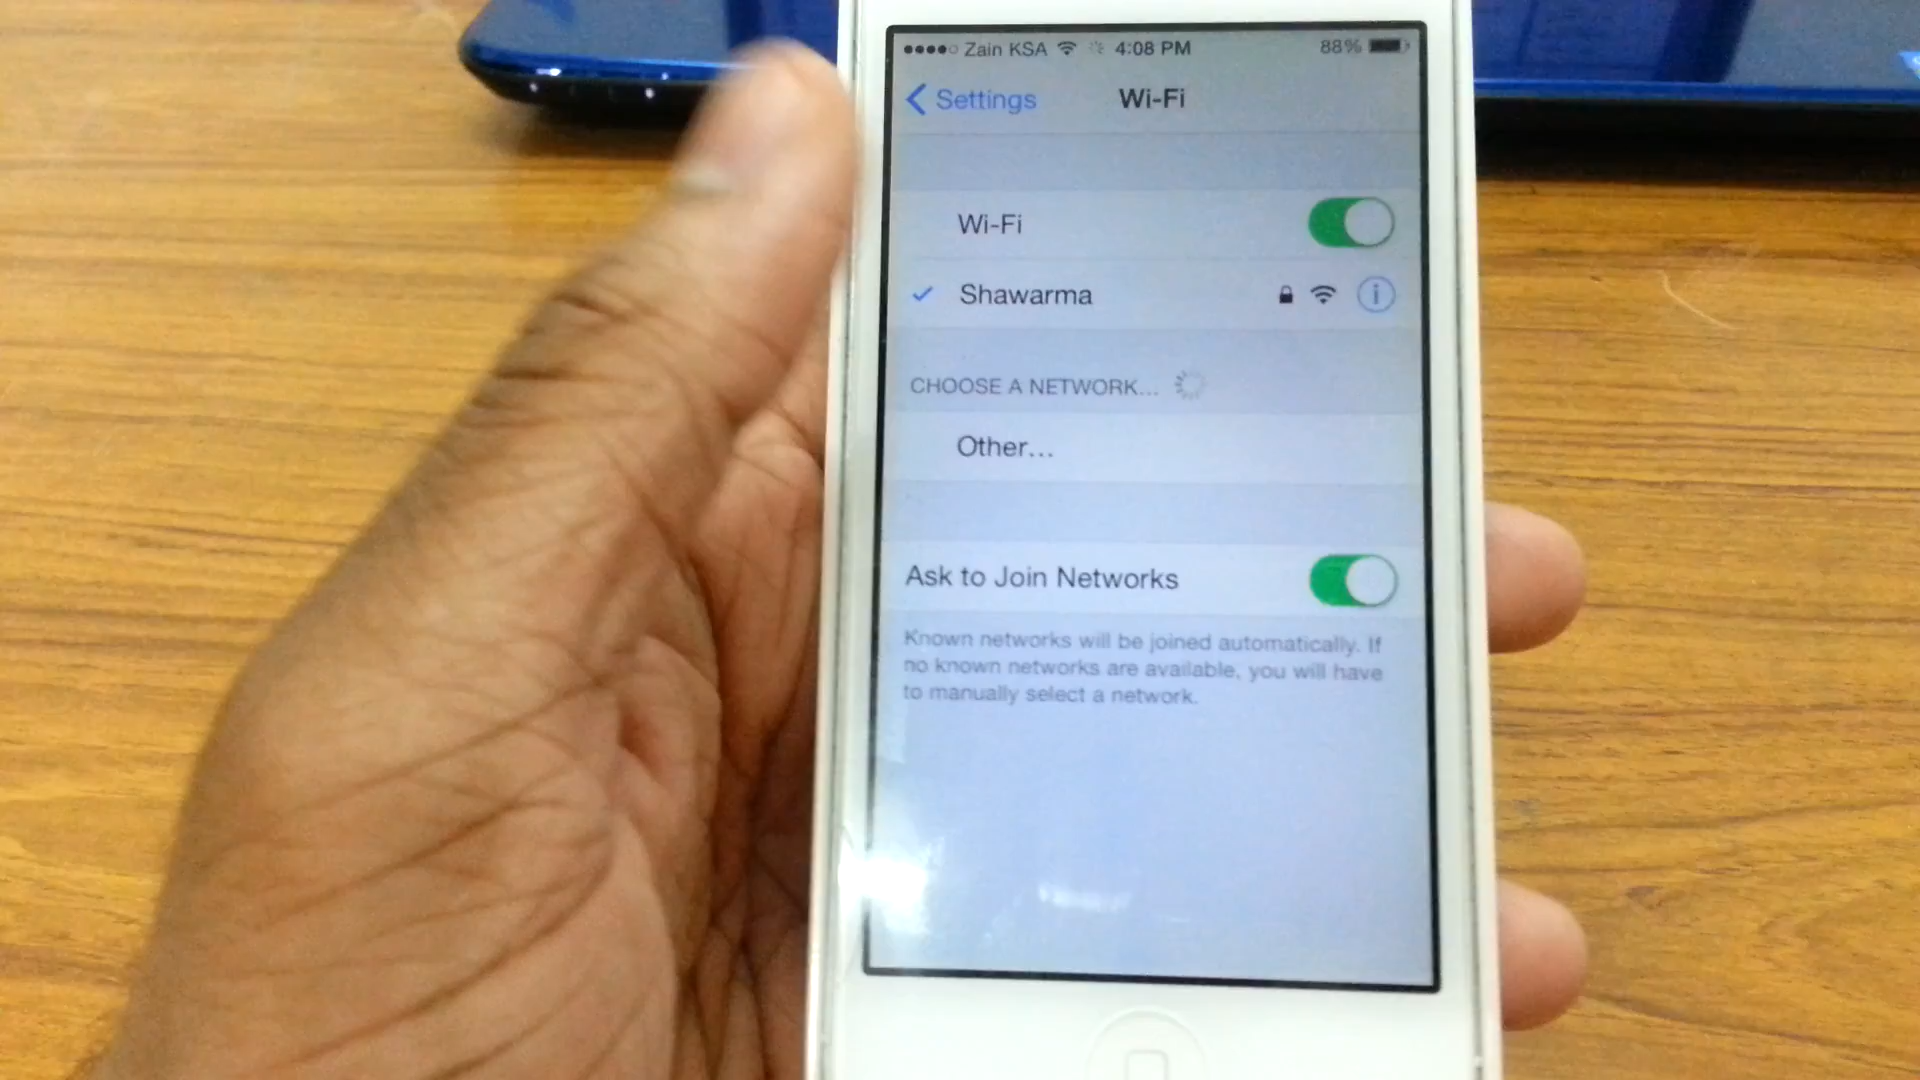 Zain KSA 4:08 PM 88%
Settings Wi-Fi
Wi-Fi
Shawarma
CHOOSE A NETWORK...
Other...
Ask to Join Networks
Known networks will be joined automatically. If
no known networks are available, you will have
to manually select a network.